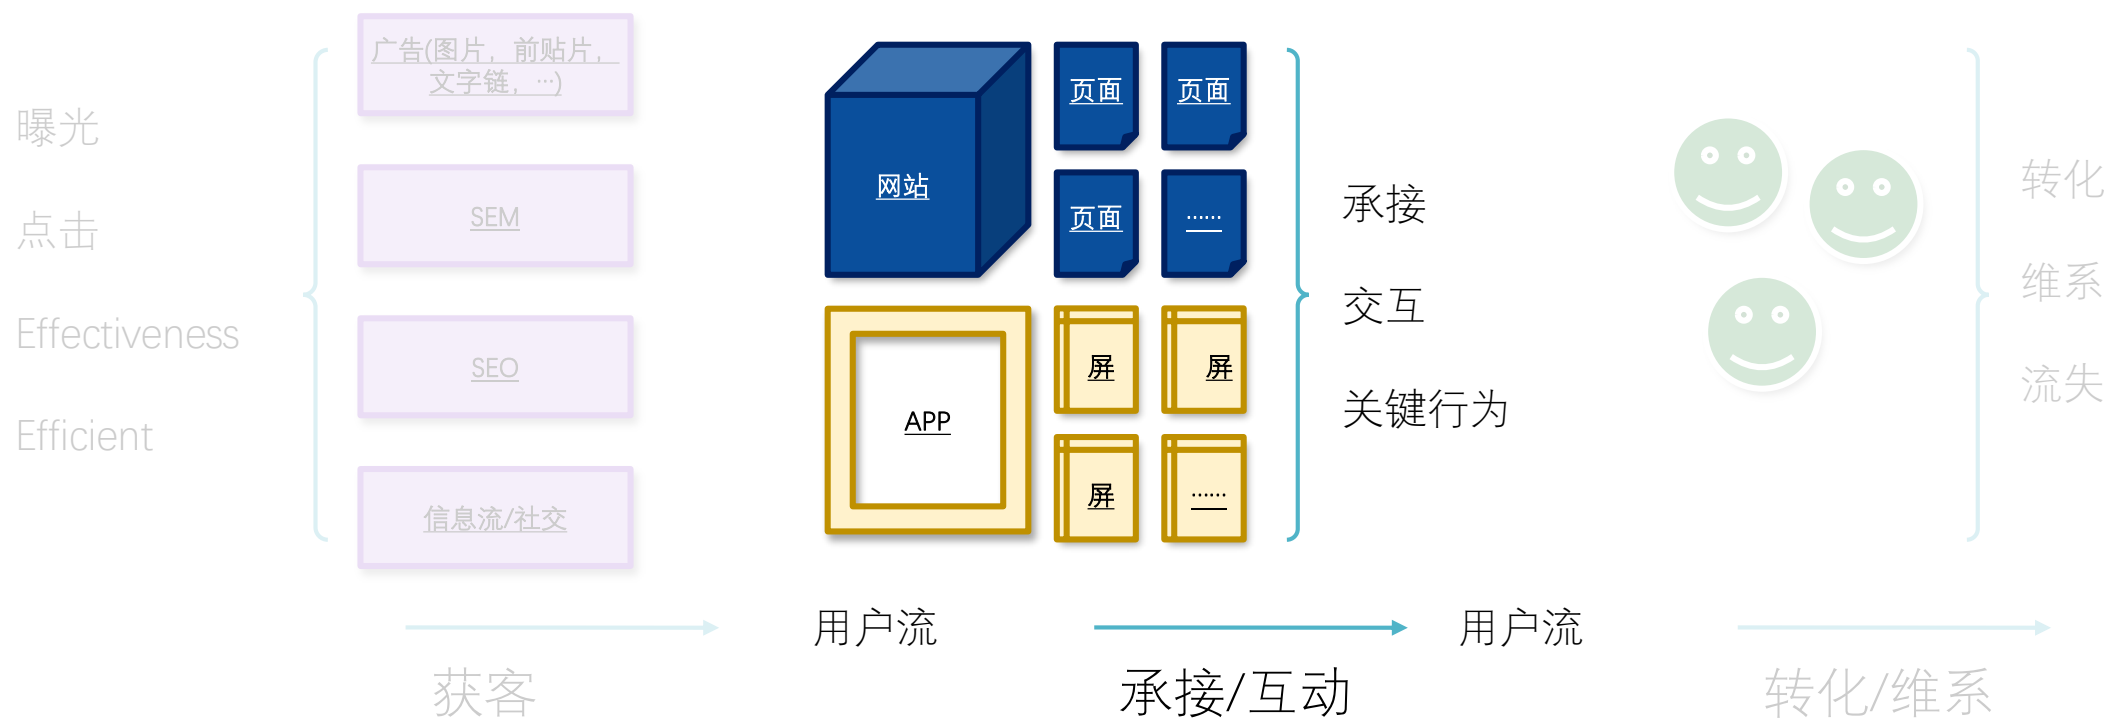 曝光
点击
Effectiveness
Efficient
广告(图片，前贴片，
文字链，…)
SEM
SEO
信息流/社交
网站
页面
页面
页面
……
APP
屏
屏
屏
……
承接
交互
关键行为
转化
维系
流失
用户流
用户流
获客
承接/互动
转化/维系